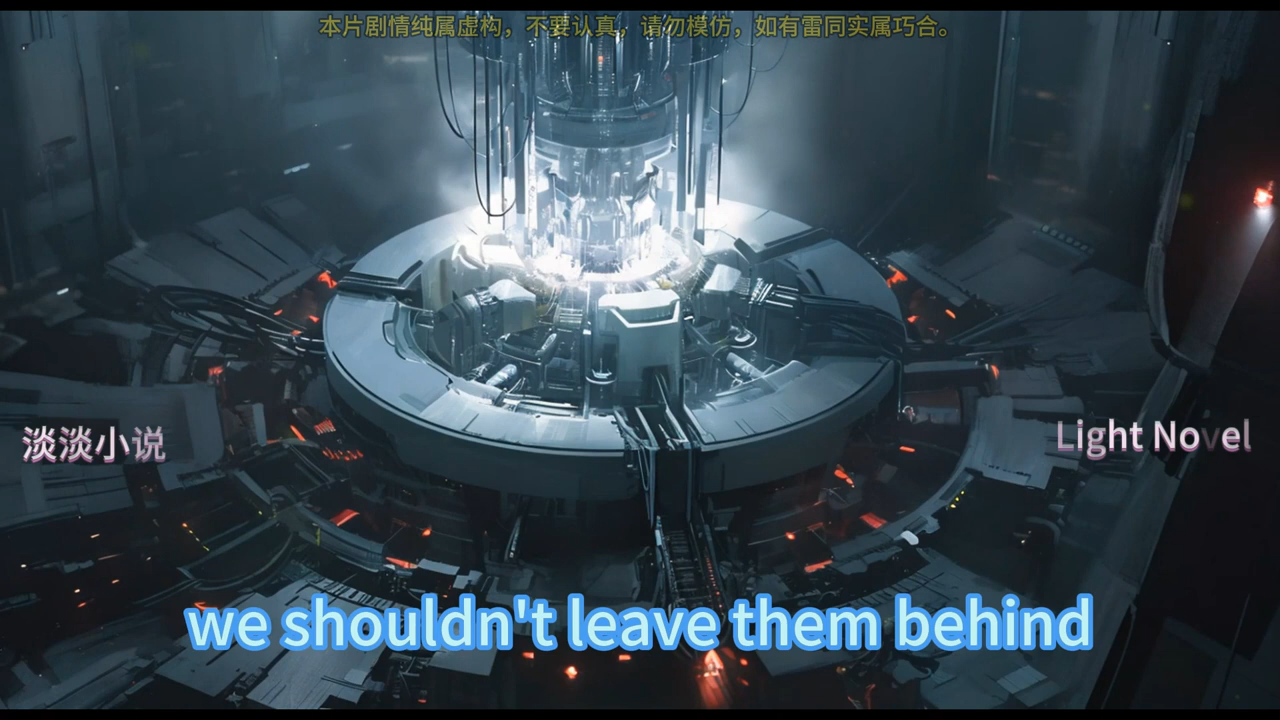 本片剧情纯属虚构，不要认真，请勿模仿，如有雷同实属巧合。
淡淡小说
Light Novel
we shouldn't leave them behind